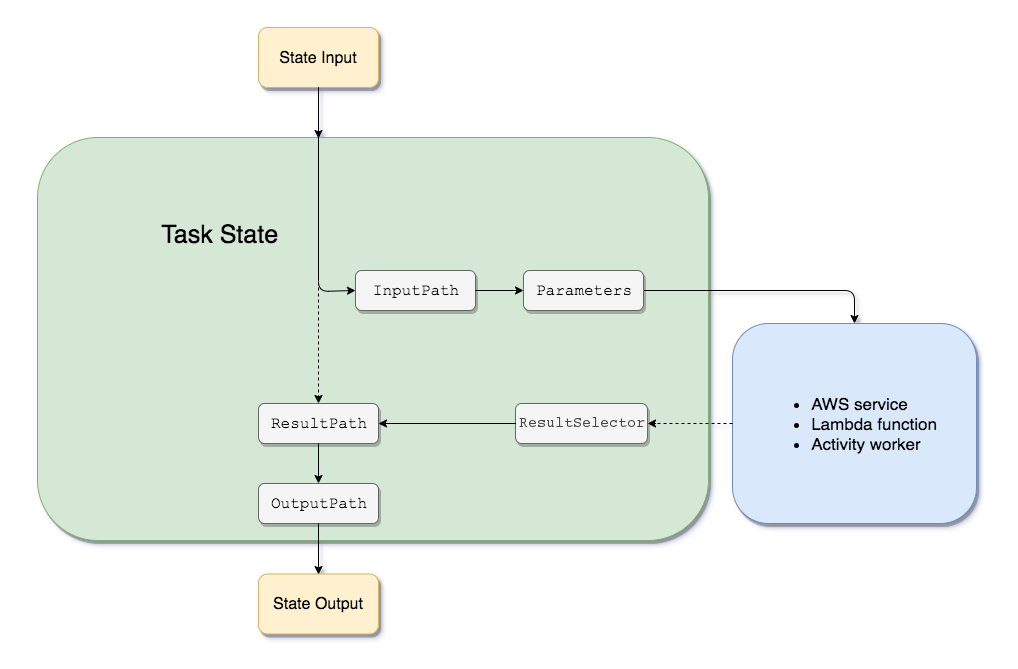 State Input
Task State
InputPath
Parameters
AWS service
Lambda function
Activity worker
ResultPath
ResultSelector
OutputPath
State Output